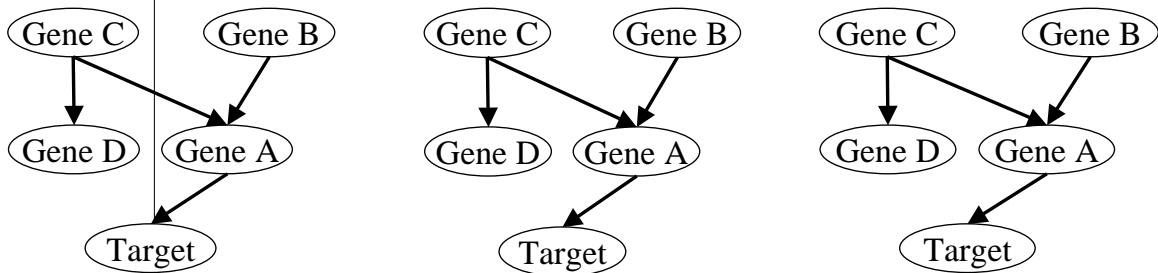 Gene C Gene B Gene C Gene B Gene C Gene B
Gene D Gene A Gene D Gene A Gene D Gene A
Target Target Target